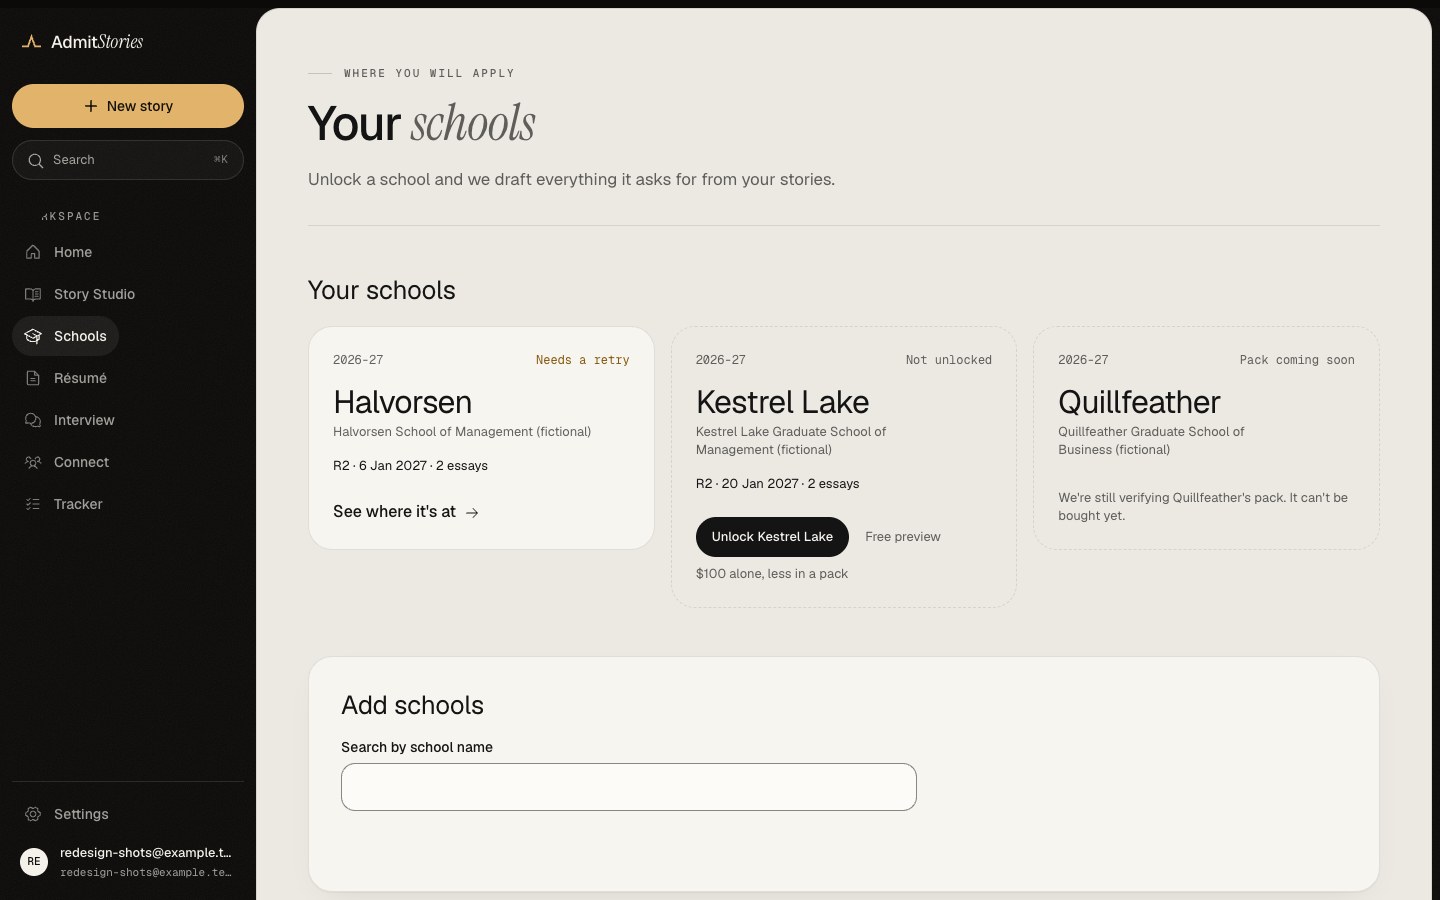 AdmitStories
New story
Search ⌘K
KSPACE
Home
Story Studio
Schools
Résumé
Interview
Connect
Tracker
Settings
RE
redesign-shots@example.t…
redesign-shots@example.te…
WHERE YOU WILL APPLY
Your schools
Unlock a school and we draft everything it asks for from your stories.
Your schools
2026-27 Needs a retry
Halvorsen
Halvorsen School of Management (fictional)
R2 · 6 Jan 2027 · 2 essays
See where it's at →
2026-27 Not unlocked
Kestrel Lake
Kestrel Lake Graduate School of
Management (fictional)
R2 · 20 Jan 2027 · 2 essays
Unlock Kestrel Lake Free preview
$100 alone, less in a pack
2026-27 Pack coming soon
Quillfeather
Quillfeather Graduate School of
Business (fictional)
We're still verifying Quillfeather's pack. It can't be
bought yet.
Add schools
Search by school name